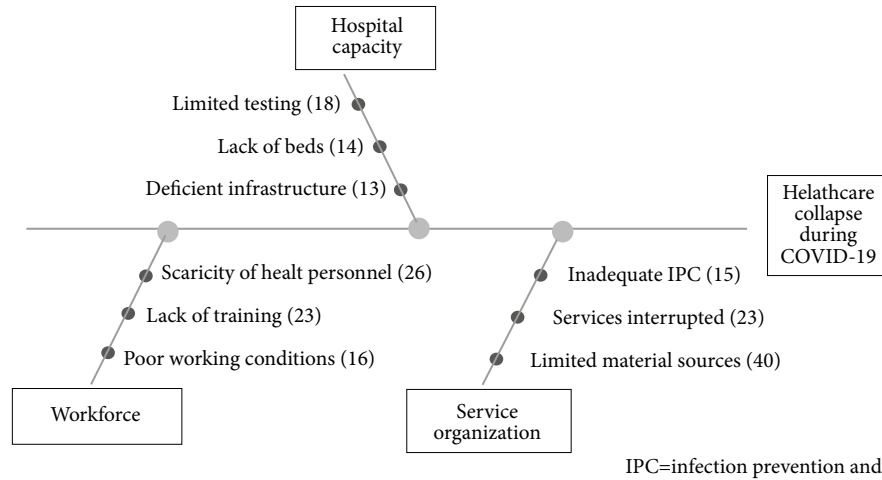 Hospital
capacity
Limited testing (18)
Lack of beds (14)
Deficient infrastructure (13)
Helathcare
collapse
during
COVID-19
Scaricity of healt personnel (26)
Lack of training (23)
Poor working conditions (16)
Workforce
Inadequate IPC (15)
Services interrupted (23)
Limited material sources (40)
Service
organization
IPC=infection prevention and